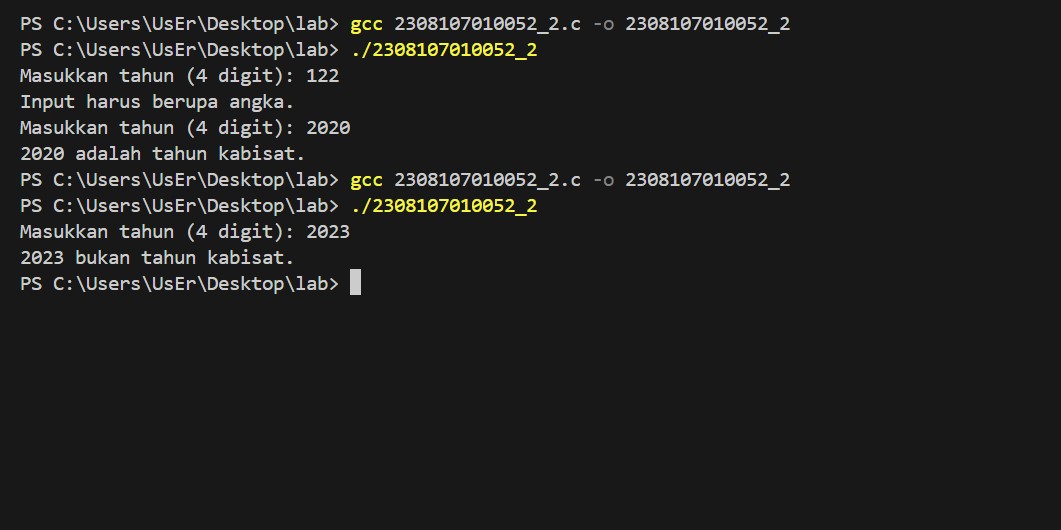 PS C:\Users\UsEr\Desktop\lab> gcc 2308107010052_2.c -o 2308107010052_2
PS C:\Users\UsEr\Desktop\lab> ./2308107010052_2
Masukkan tahun (4 digit): 122
Input harus berupa angka.
Masukkan tahun (4 digit): 2020
2020 adalah tahun kabisat.
PS C:\Users\UsEr\Desktop\lab> gcc 2308107010052_2.c -o 2308107010052_2
PS C:\Users\UsEr\Desktop\lab> ./2308107010052_2
Masukkan tahun (4 digit): 2023
2023 bukan tahun kabisat.
PS C:\Users\UsEr\Desktop\lab>